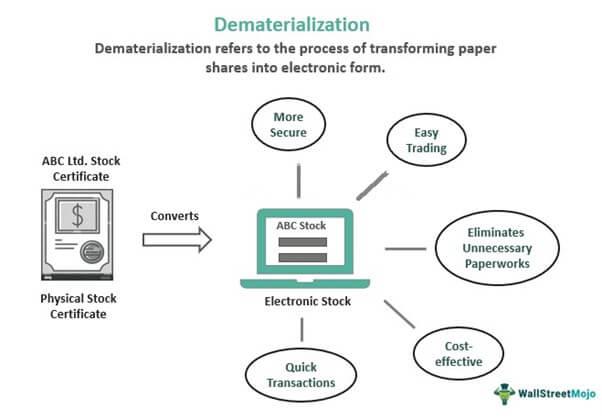 Dematerialization
Dematerialization refers to the process of transforming paper
shares into electronic form.
More
Secure
Easy
Trading
ABC Ltd. Stock
Certificate
$
Converts
ABC Stock
Eliminates
Unnecessary
Paperworks
Physical Stock
Certificate
Electronic Stock
Quick
Transactions
Cost-
effective
WallStreetMojo